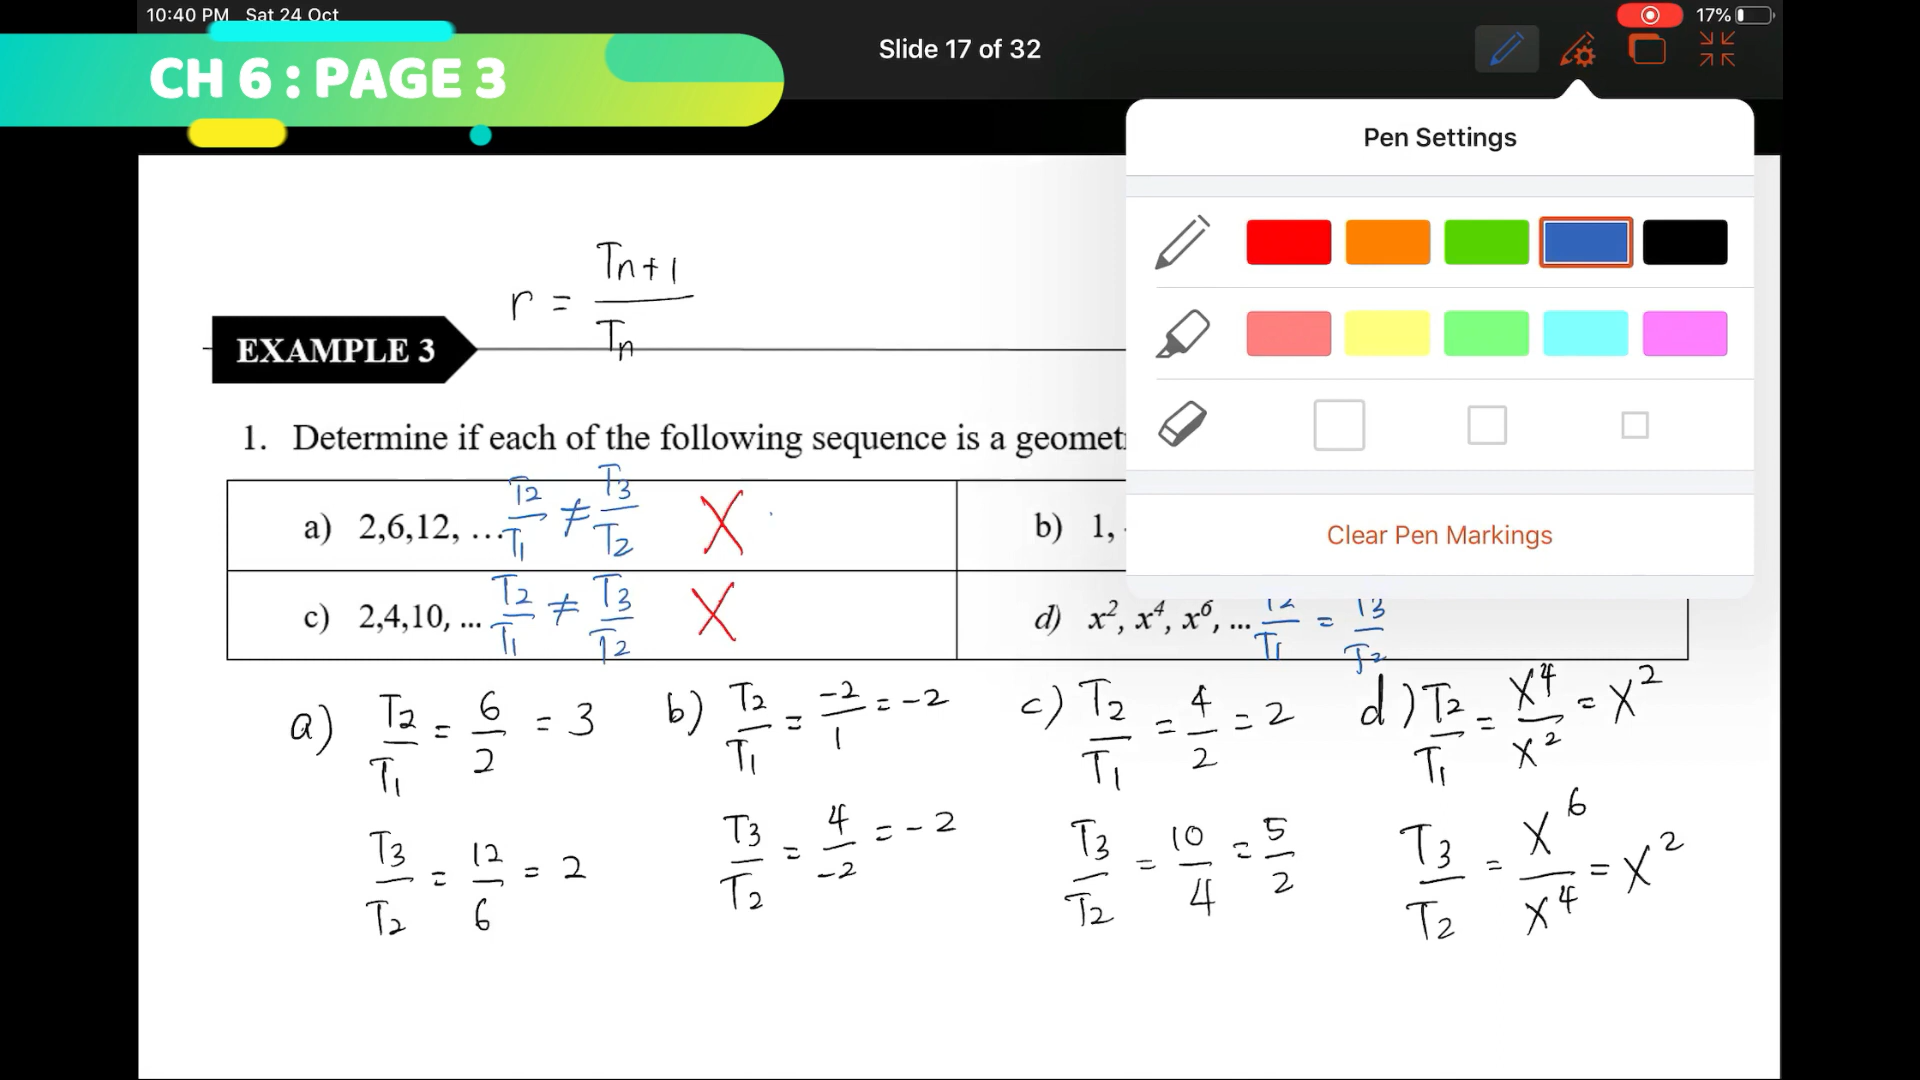 10:40 PM Sat 24 Oct
17%
CH 6 : PAGE 3
Slide 17 of 32
Pen Settings
r = Tn+1 / Tn
EXAMPLE 3
1. Determine if each of the following sequence is a geomet
a) 2,6,12, ... T2/T1 ≠ T3/T2 X
b) 1,
Clear Pen Markings
c) 2,4,10, ... T2/T1 ≠ T3/T2 X
d) x², x⁴, x⁶, ... T2/T1 = T3/T2
a) T2/T1 = 6/2 = 3
T3/T2 = 12/6 = 2
b) T2/T1 = -2/1 = -2
T3/T2 = 4/-2 = -2
c) T2/T1 = 4/2 = 2
T3/T2 = 10/4 = 5/2
d) T2/T1 = x⁴/x² = x²
T3/T2 = x⁶/x⁴ = x²